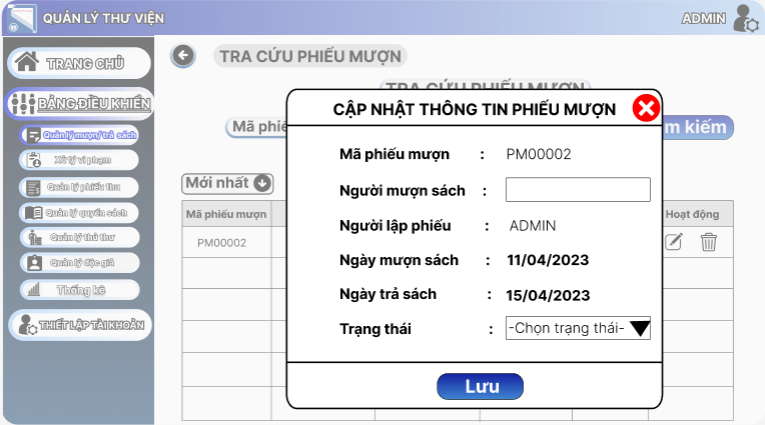 QUẢN LÝ THƯ VIỆN
ADMIN
TRANG CHỦ
BẢNG ĐIỀU KHIỂN
Quản lý mượn/ trả sách
Xử lý vi phạm
Quản lý phiếu thu
Quản lý quyển sách
Quản lý thủ thư
Quản lý độc giả
Thống kê
THIẾT LẬP TÀI KHOẢN
TRA CỨU PHIẾU MƯỢN
TRA CỨU PHIẾU MƯỢN
Mã phiế
m kiếm
Mới nhất
Mã phiếu mượn
Hoạt động
PM00002
CẬP NHẬT THÔNG TIN PHIẾU MƯỢN
Mã phiếu mượn : PM00002
Người mượn sách :
Người lập phiếu : ADMIN
Ngày mượn sách : 11/04/2023
Ngày trả sách : 15/04/2023
Trạng thái : -Chọn trạng thái-
Lưu